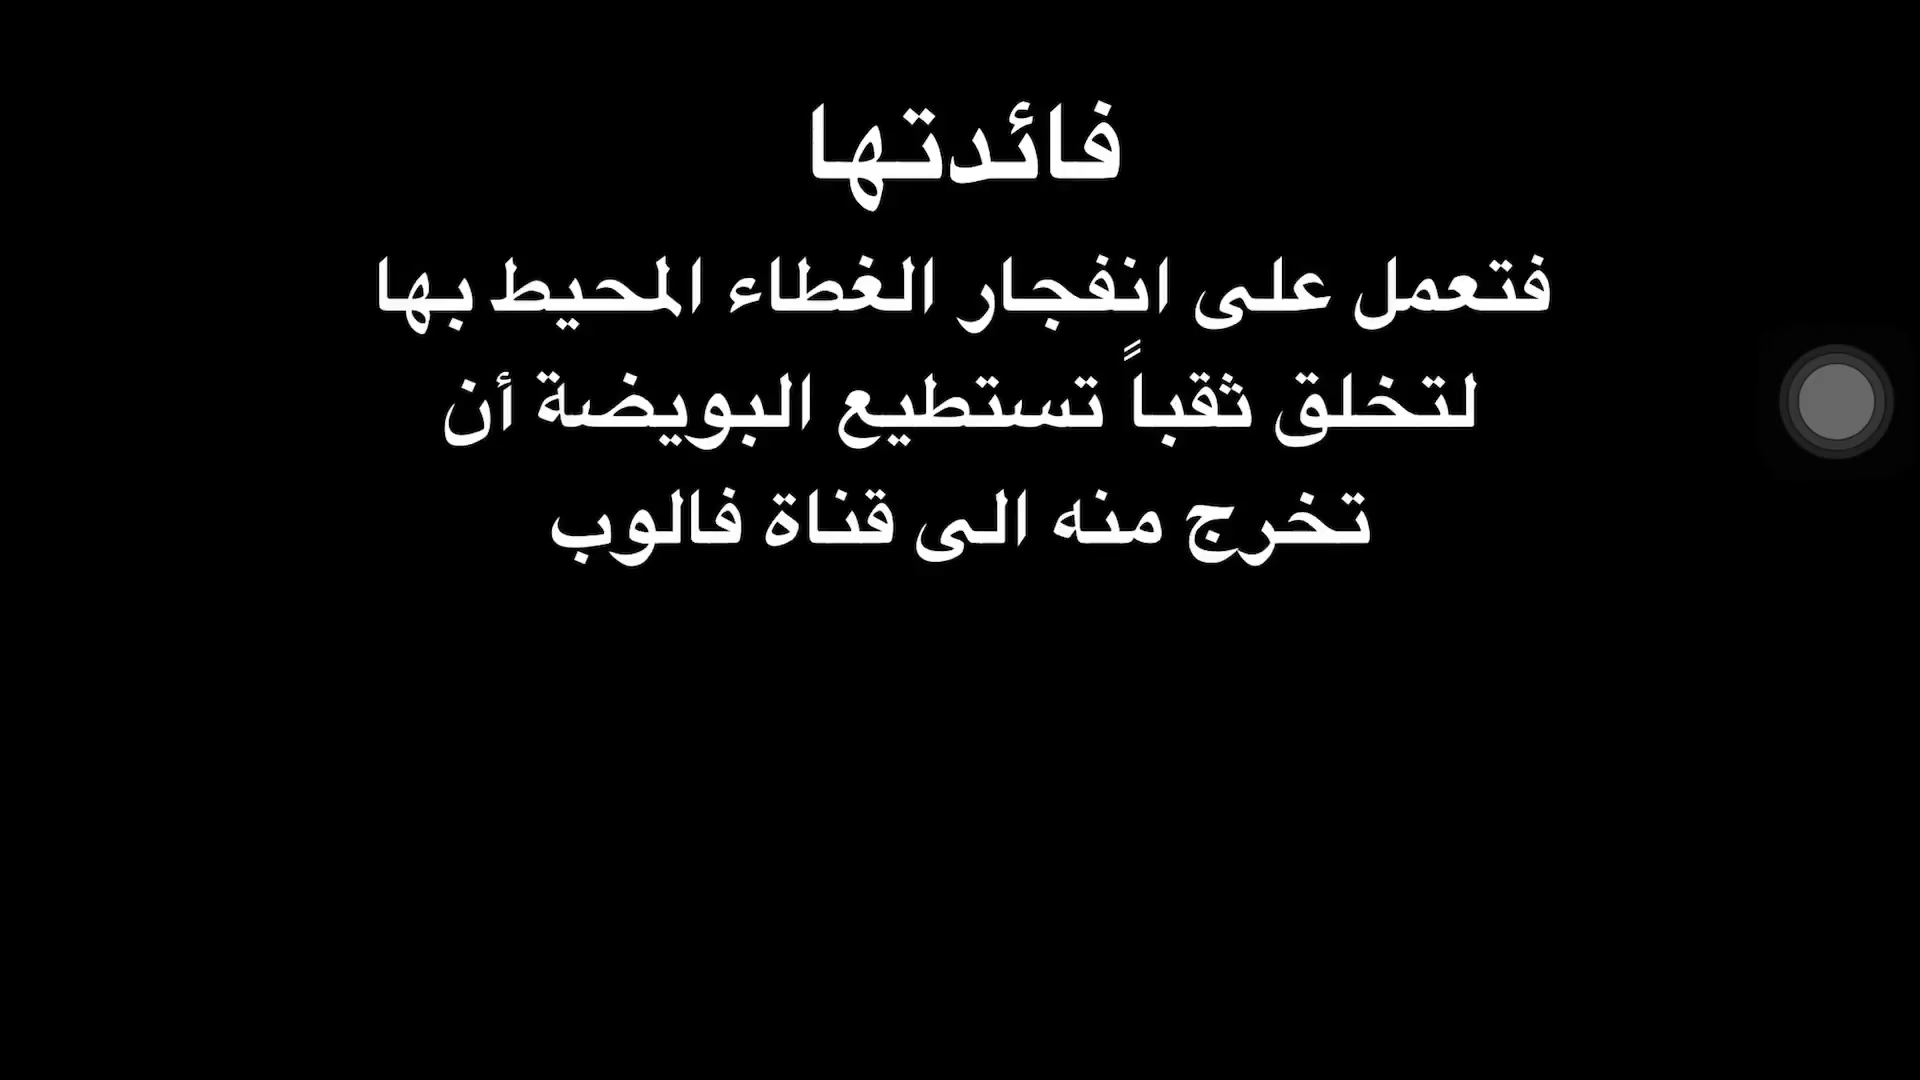 فائدتها
فتعمل على انفجار الغطاء المحيط بها
لتخلق ثقباً تستطيع البويضة أن
تخرج منه الى قناة فالوب